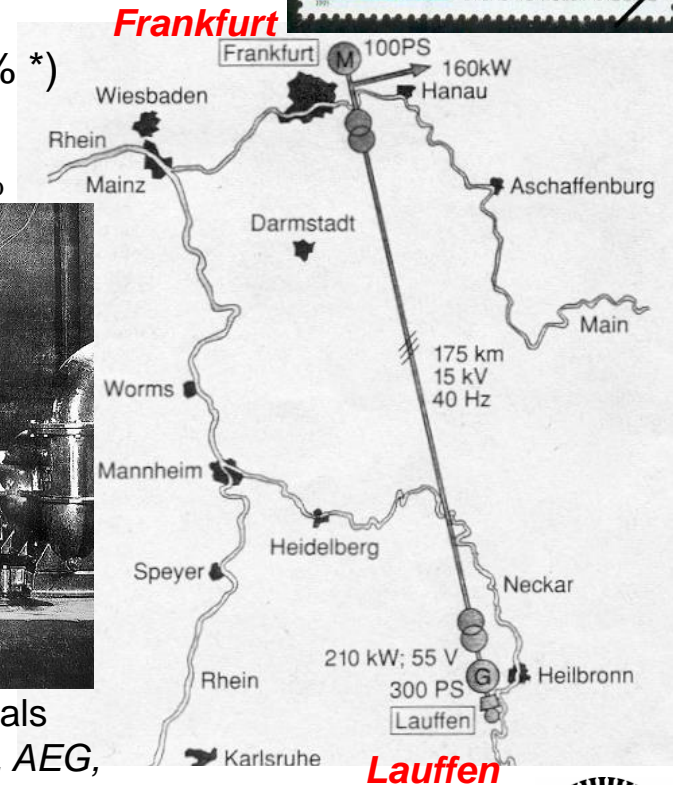 Frankfurt
% *)
Frankfurt
M
100PS
160kW
Hanau
Wiesbaden
Rhein
Mainz
Aschaffenburg
Darmstadt
Main
175 km
15 kV
40 Hz
Worms
Mannheim
Heidelberg
Speyer
Neckar
210 kW; 55 V
G
Heilbronn
300 PS
Rhein
Lauffen
als
AEG,
Karlsruhe
Lauffen